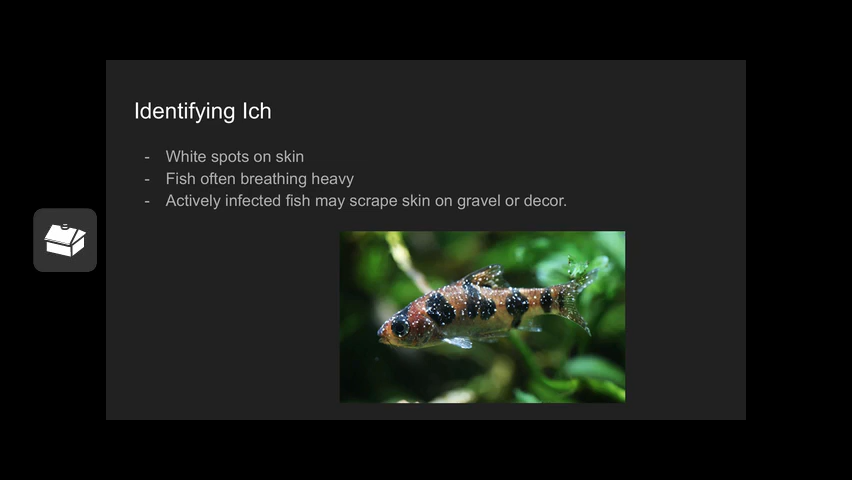 Identifying Ich
- White spots on skin
- Fish often breathing heavy
- Actively infected fish may scrape skin on gravel or decor.